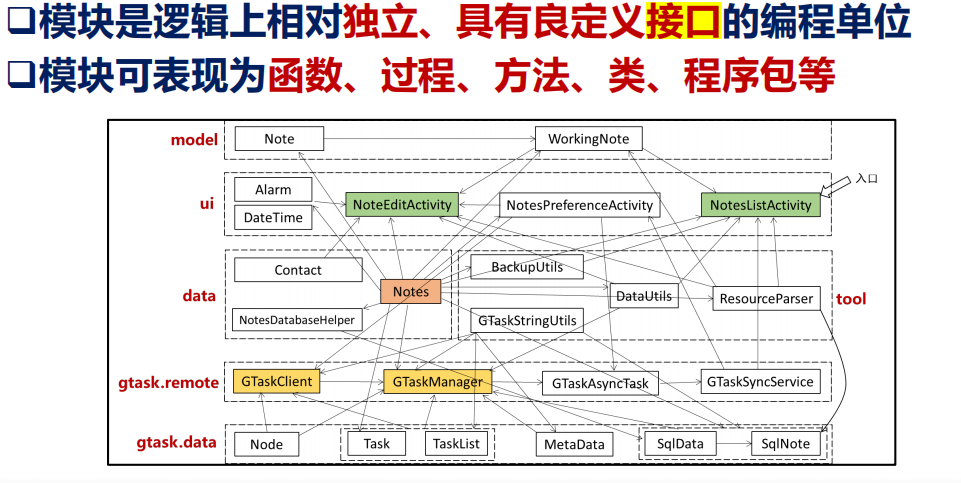 ❑模块是逻辑上相对独立、具有良定义接口的编程单位
❑模块可表现为函数、过程、方法、类、程序包等
model
Note
WorkingNote
入口
ui
Alarm
DateTime
NoteEditActivity
NotesPreferenceActivity
NotesListActivity
data
Contact
Notes
NotesDatabaseHelper
BackupUtils
DataUtils
ResourceParser
GTaskStringUtils
tool
gtask.remote
GTaskClient
GTaskManager
GTaskAsyncTask
GTaskSyncService
gtask.data
Node
Task
TaskList
MetaData
SqlData
SqlNote